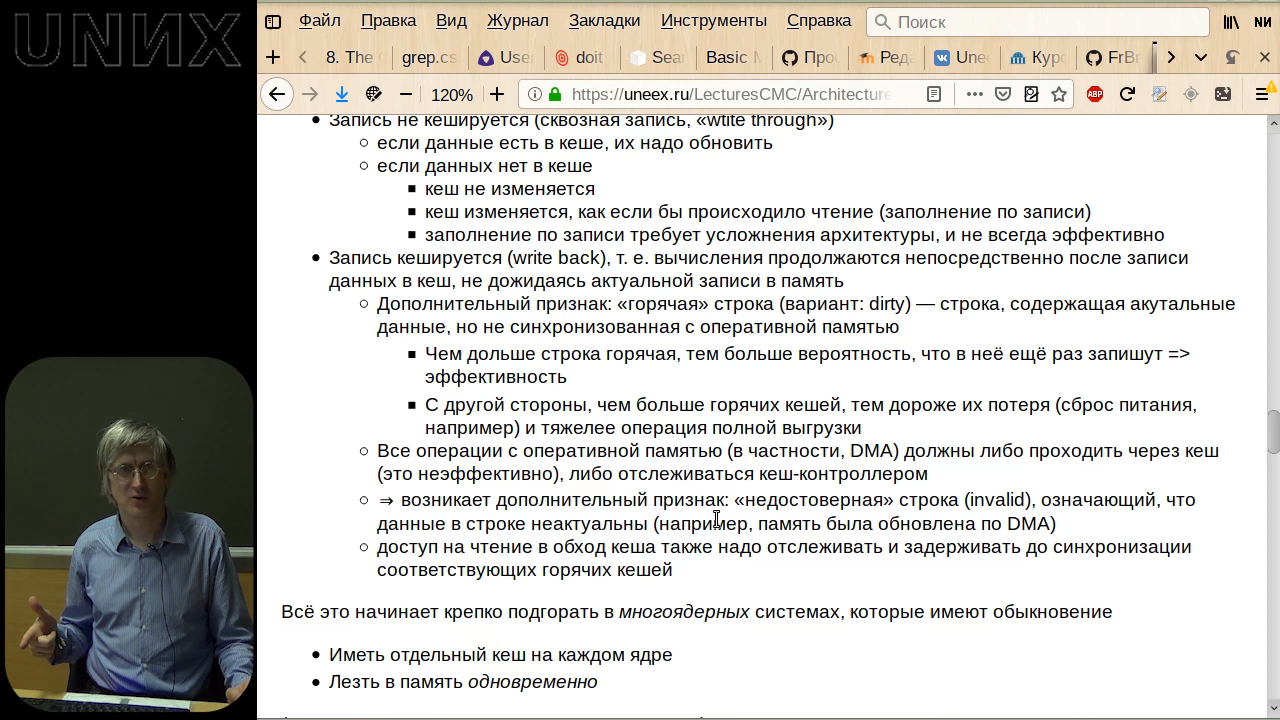 UNИX
Файл Правка Вид Журнал Закладки Инструменты Справка Поиск
8. The grep.cs User doit Sear Basic M Про Реда Unee Курс FrBr
120% https://uneex.ru/LecturesCMC/Architecture ABP
Запись не кешируется (сквозная запись, «wtite through»)
если данные есть в кеше, их надо обновить
если данных нет в кеше
кеш не изменяется
кеш изменяется, как если бы происходило чтение (заполнение по записи)
заполнение по записи требует усложнения архитектуры, и не всегда эффективно
Запись кешируется (write back), т. е. вычисления продолжаются непосредственно после записи
данных в кеш, не дожидаясь актуальной записи в память
Дополнительный признак: «горячая» строка (вариант: dirty) — строка, содержащая акутальные
данные, но не синхронизованная с оперативной памятью
Чем дольше строка горячая, тем больше вероятность, что в неё ещё раз запишут =>
эффективность
С другой стороны, чем больше горячих кешей, тем дороже их потеря (сброс питания,
например) и тяжелее операция полной выгрузки
Все операции с оперативной памятью (в частности, DMA) должны либо проходить через кеш
(это неэффективно), либо отслеживаться кеш-контроллером
⇒ возникает дополнительный признак: «недостоверная» строка (invalid), означающий, что
данные в строке неактуальны (например, память была обновлена по DMA)
доступ на чтение в обход кеша также надо отслеживать и задерживать до синхронизации
соответствующих горячих кешей
Всё это начинает крепко подгорать в многоядерных системах, которые имеют обыкновение
Иметь отдельный кеш на каждом ядре
Лезть в память одновременно